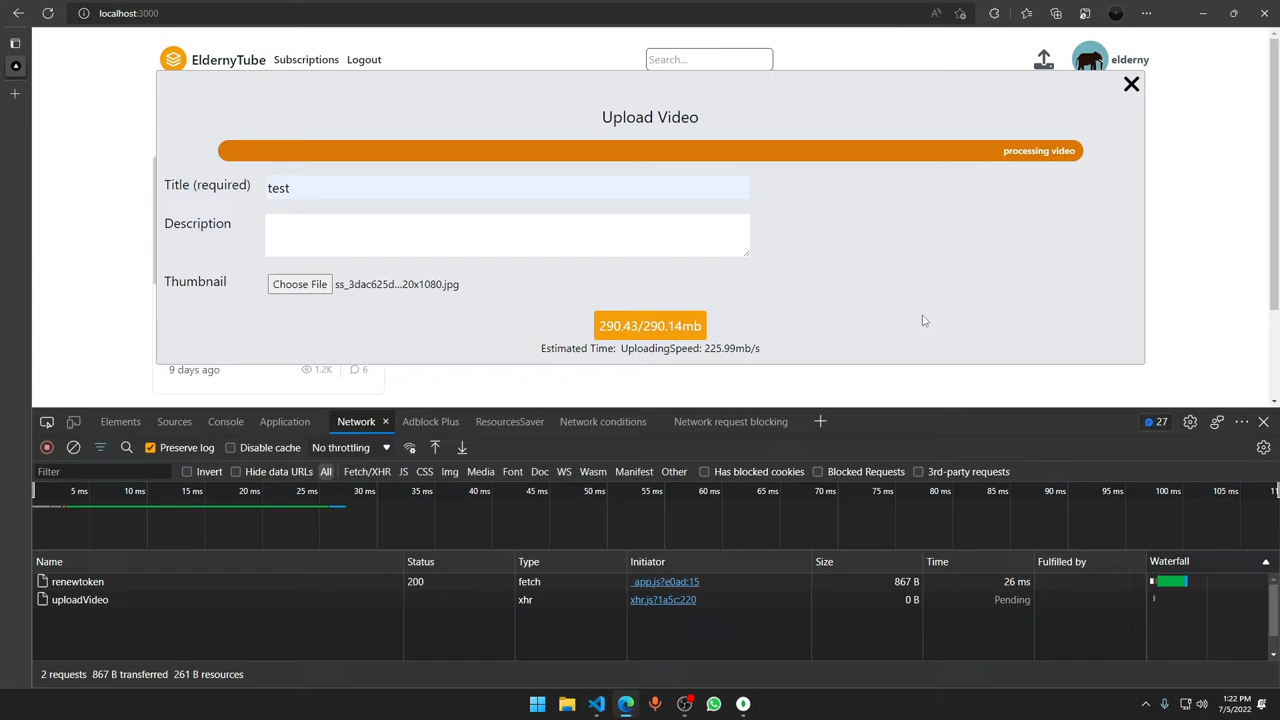 localhost:3000
EldernyTube Subscriptions Logout Search... elderny
Upload Video
processing video
Title (required) test
Description
Thumbnail Choose File ss_3dac625d...20x1080.jpg
290.43/290.14mb
Estimated Time: UploadingSpeed: 225.99mb/s
9 days ago 1.2K 6
Elements Sources Console Application Network Adblock Plus ResourcesSaver Network conditions Network request blocking 27
Preserve log Disable cache No throttling
Filter Invert Hide data URLs All Fetch/XHR JS CSS Img Media Font Doc WS Wasm Manifest Other Has blocked cookies Blocked Requests 3rd-party requests
5 ms 10 ms 15 ms 20 ms 25 ms 30 ms 35 ms 40 ms 45 ms 50 ms 55 ms 60 ms 65 ms 70 ms 75 ms 80 ms 85 ms 90 ms 95 ms 100 ms 105 ms
Name Status Type Initiator Size Time Fulfilled by Waterfall
renewtoken 200 fetch _app.js?e0ad:15 867 B 26 ms
uploadVideo xhr xhr.js?1a5c:220 0 B Pending
2 requests 867 B transferred 261 B resources
1:22 PM
7/5/2022